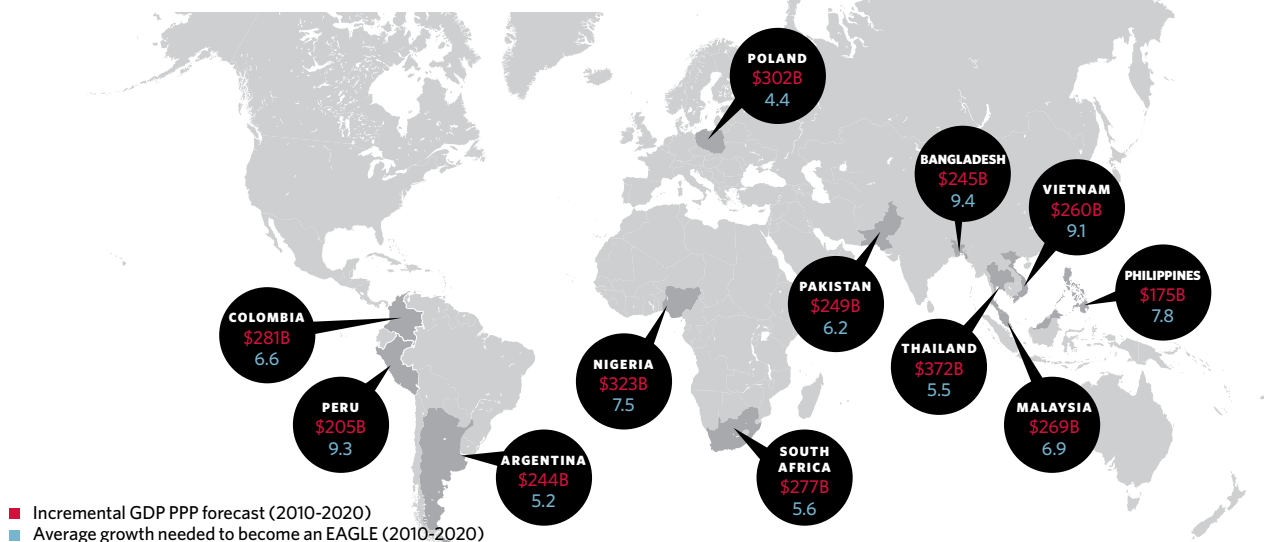 POLAND
$302B
4.4
BANGLADESH
$245B
9.4
VIETNAM
$260B
9.1
PHILIPPINES
$175B
7.8
PAKISTAN
$249B
6.2
COLOMBIA
$281B
6.6
THAILAND
$372B
5.5
NIGERIA
$323B
7.5
PERU
$205B
9.3
MALAYSIA
$269B
6.9
ARGENTINA
$244B
5.2
SOUTH
AFRICA
$277B
5.6
Incremental GDP PPP forecast (2010-2020)
Average growth needed to become an EAGLE (2010-2020)